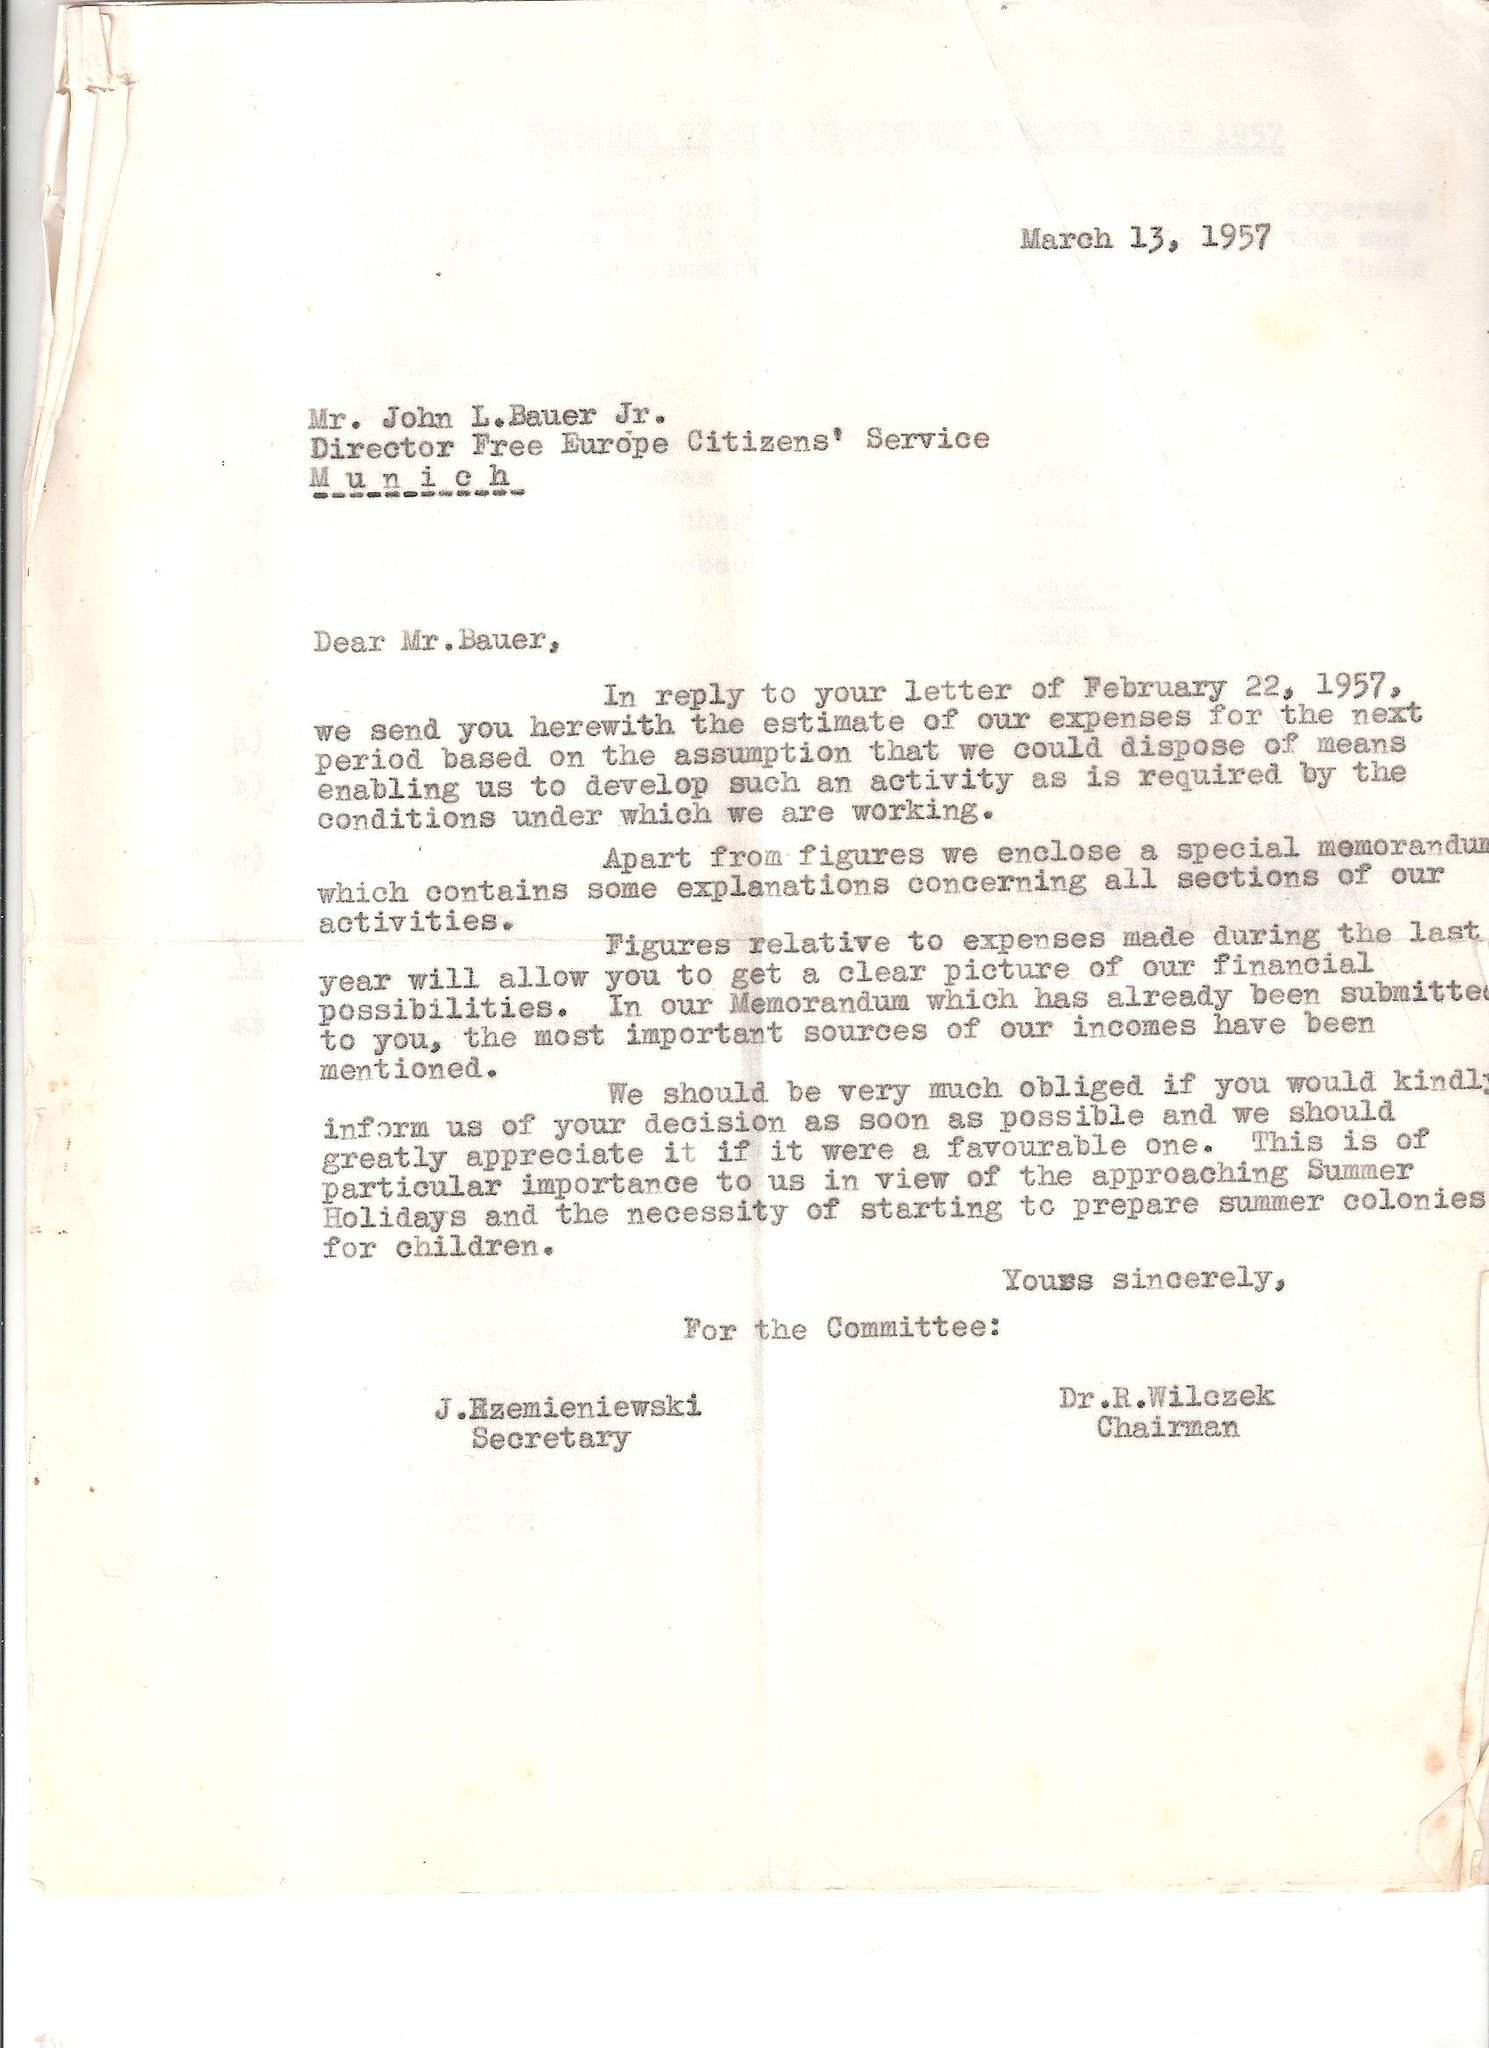 March 13, 1957
Mr. John L.Bauer Jr.
Director Free Europe Citizens' Service
M u n i c h
Dear Mr.Bauer,
In reply to your letter of February 22, 1957,
we send you herewith the estimate of our expenses for the next
period based on the assumption that we could dispose of means
enabling us to develop such an activity as is required by the
conditions under which we are working.
Apart from figures we enclose a special memorandum
which contains some explanations concerning all sections of our
activities.
Figures relative to expenses made during the last
year will allow you to get a clear picture of our financial
possibilities. In our Memorandum which has already been submitted
to you, the most important sources of our incomes have been
mentioned.
We should be very much obliged if you would kindly
inform us of your decision as soon as possible and we should
greatly appreciate it if it were a favourable one. This is of
particular importance to us in view of the approaching Summer
Holidays and the necessity of starting to prepare summer colonies
for children.
Yours sincerely,
For the Committee:
J.Rzemieniewski
Secretary
Dr.R.Wilczek
Chairman